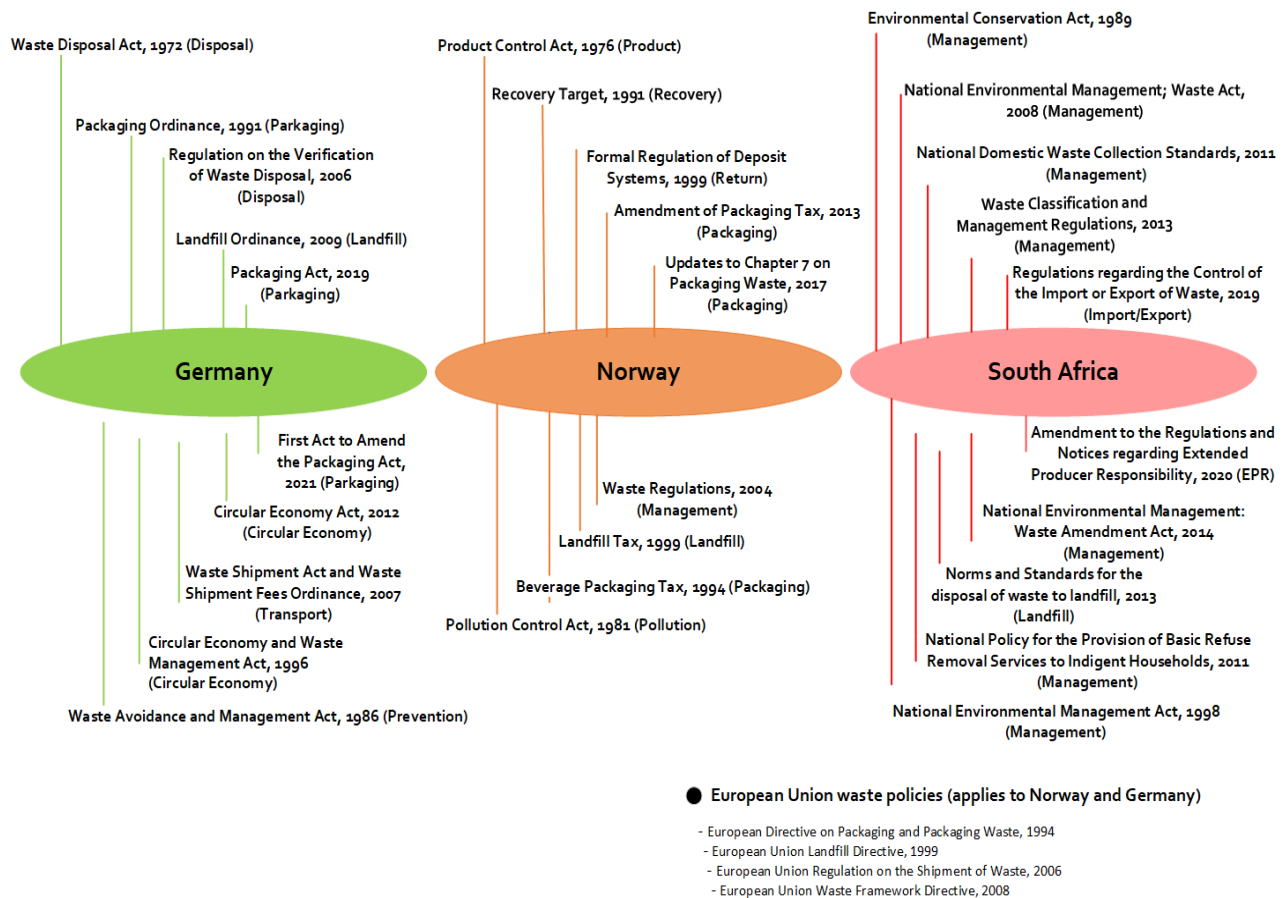 Waste Disposal Act, 1972 (Disposal)
Packaging Ordinance, 1991 (Parkaging)
Regulation on the Verification
of Waste Disposal, 2006
(Disposal)
Landfill Ordinance, 2009 (Landfill)
Packaging Act, 2019
(Parkaging)
Germany
First Act to Amend
the Packaging Act,
2021 (Parkaging)
Circular Economy Act, 2012
(Circular Economy)
Waste Shipment Act and Waste
Shipment Fees Ordinance, 2007
(Transport)
Circular Economy and Waste
Management Act, 1996
(Circular Economy)
Waste Avoidance and Management Act, 1986 (Prevention)
Product Control Act, 1976 (Product)
Recovery Target, 1991 (Recovery)
Formal Regulation of Deposit
Systems, 1999 (Return)
Amendment of Packaging Tax, 2013
(Packaging)
Updates to Chapter 7 on
Packaging Waste, 2017
(Packaging)
Norway
Waste Regulations, 2004
(Management)
Landfill Tax, 1999 (Landfill)
Beverage Packaging Tax, 1994 (Packaging)
Pollution Control Act, 1981 (Pollution)
Environmental Conservation Act, 1989
(Management)
National Environmental Management; Waste Act,
2008 (Management)
National Domestic Waste Collection Standards, 2011
(Management)
Waste Classification and
Management Regulations, 2013
(Management)
Regulations regarding the Control of
the Import or Export of Waste, 2019
(Import/Export)
South Africa
Amendment to the Regulations and
Notices regarding Extended
Producer Responsibility, 2020 (EPR)
National Environmental Management:
Waste Amendment Act, 2014
(Management)
Norms and Standards for the
disposal of waste to landfill, 2013
(Landfill)
National Policy for the Provision of Basic Refuse
Removal Services to Indigent Households, 2011
(Management)
National Environmental Management Act, 1998
(Management)
European Union waste policies (applies to Norway and Germany)
- European Directive on Packaging and Packaging Waste, 1994
- European Union Landfill Directive, 1999
- European Union Regulation on the Shipment of Waste, 2006
- European Union Waste Framework Directive, 2008